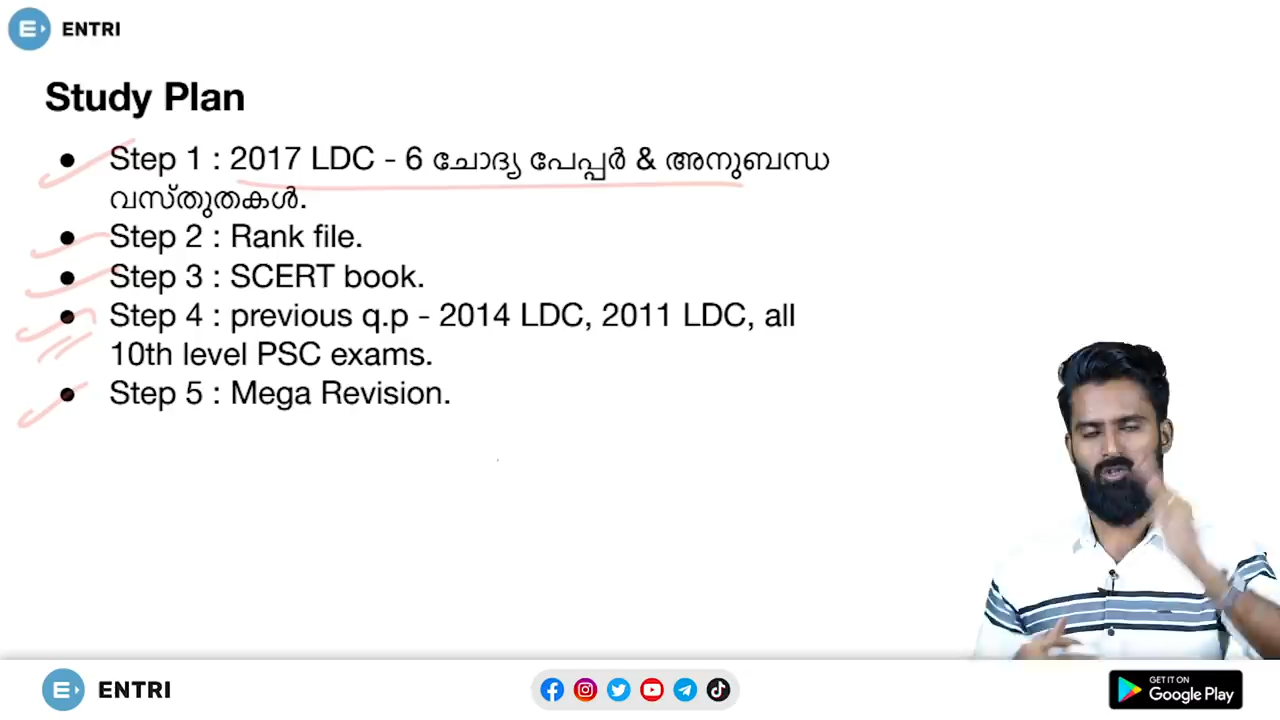 ENTRI
Study Plan
● Step 1 : 2017 LDC - 6 ചോദ്യ പേപ്പർ & അനുബന്ധ
വസ്തുതകൾ.
● Step 2 : Rank file.
● Step 3 : SCERT book.
● Step 4 : previous q.p - 2014 LDC, 2011 LDC, all
10th level PSC exams.
● Step 5 : Mega Revision.
ENTRI
GET IT ON
Google Play